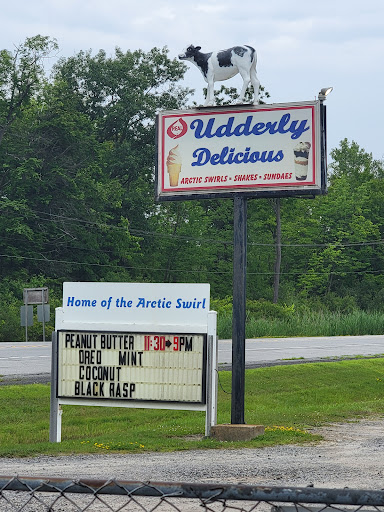 REAL
Udderly
Delicious
ARCTIC SWIRLS • SHAKES • SUNDAES
Home of the Arctic Swirl
PEANUT BUTTER 11:30 9PM
OREO MINT
COCONUT
BLACK RASP